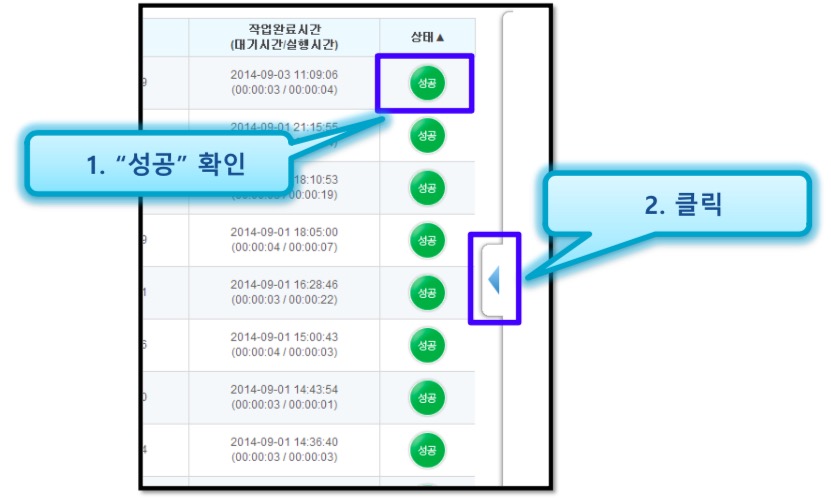 작업완료시간
(대기시간/실행시간)
상태▲
9
2014-09-03 11:09:06
(00:00:03 / 00:00:04)
성공
2014-09-01 21:15:55
성공
1. “성공” 확인
18:10:53
00:00:19)
성공
2. 클릭
9
2014-09-01 18:05:00
(00:00:04 / 00:00:07)
성공
1
2014-09-01 16:28:46
(00:00:03 / 00:00:22)
성공
6
2014-09-01 15:00:43
(00:00:04 / 00:00:03)
성공
0
2014-09-01 14:43:54
(00:00:03 / 00:00:01)
성공
4
2014-09-01 14:36:40
(00:00:03 / 00:00:03)
성공